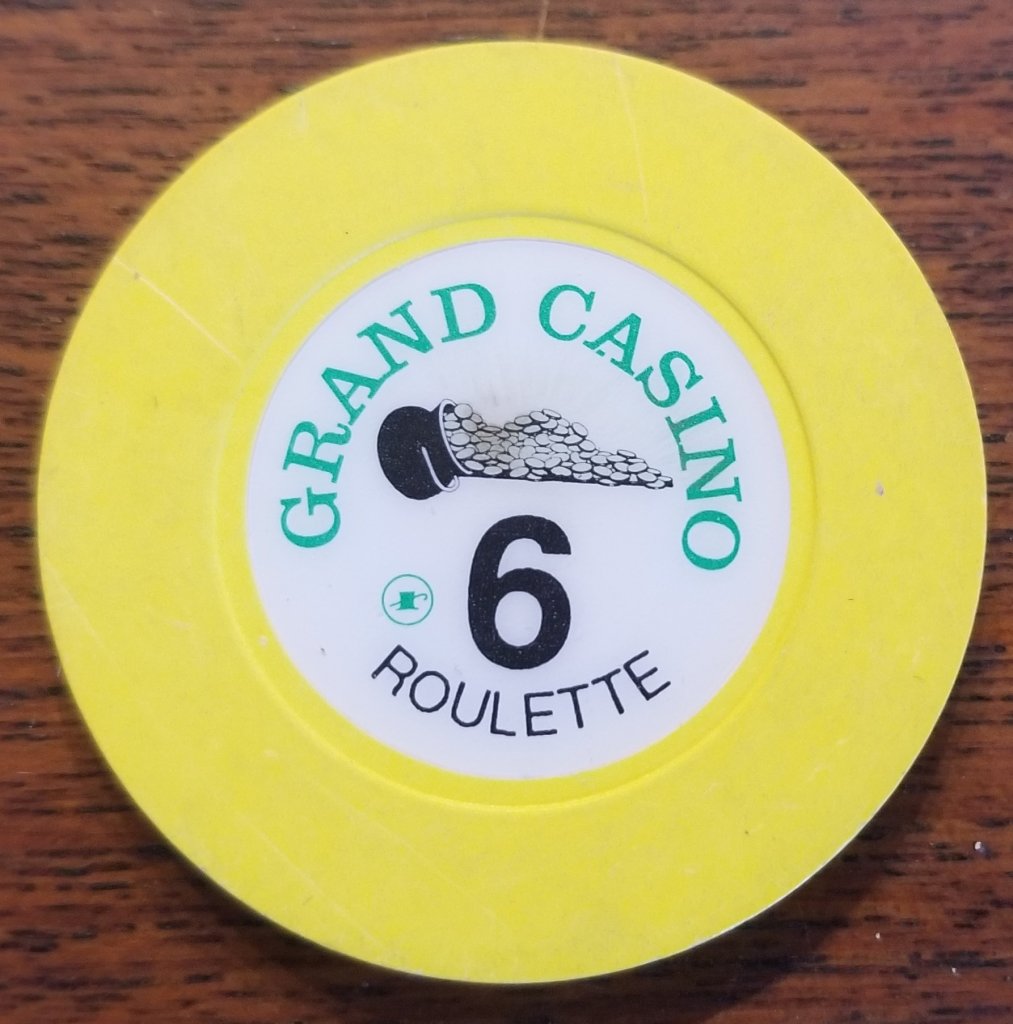 GRAND CASINO
6
ROULETTE